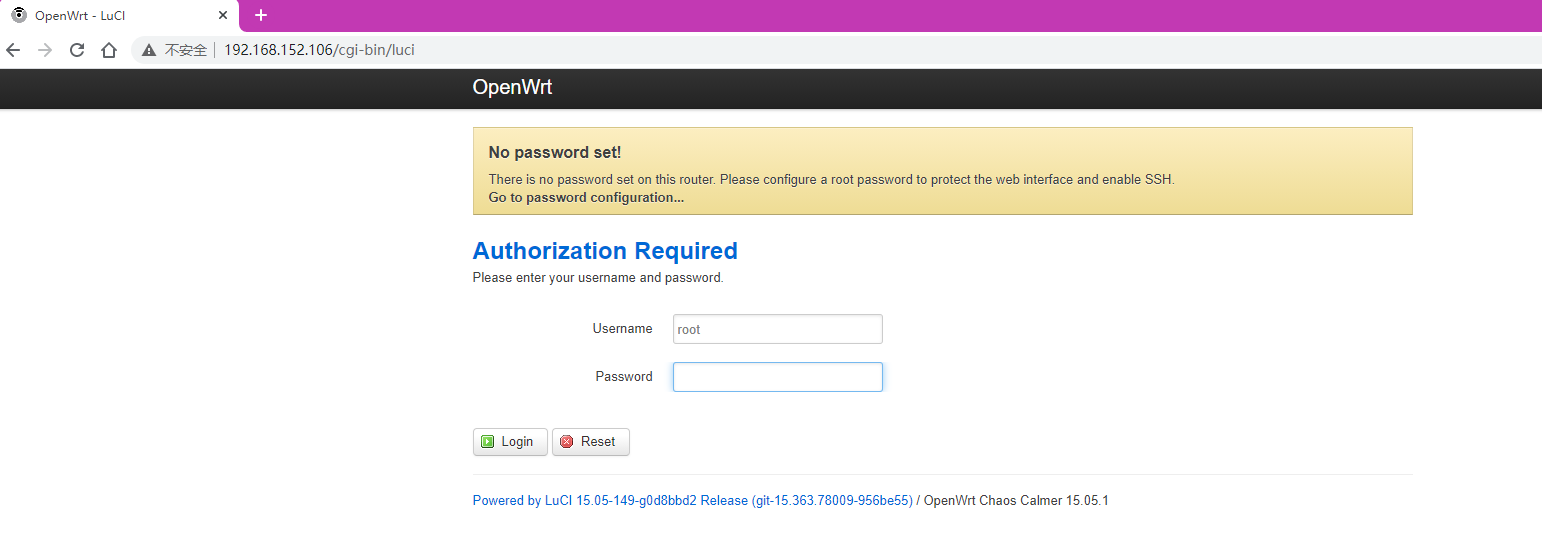 OpenWrt - LuCI
不安全 192.168.152.106/cgi-bin/luci
OpenWrt
No password set!
There is no password set on this router. Please configure a root password to protect the web interface and enable SSH.
Go to password configuration...
Authorization Required
Please enter your username and password.
Username root
Password
Login Reset
Powered by LuCI 15.05-149-g0d8bbd2 Release (git-15.363.78009-956be55) / OpenWrt Chaos Calmer 15.05.1